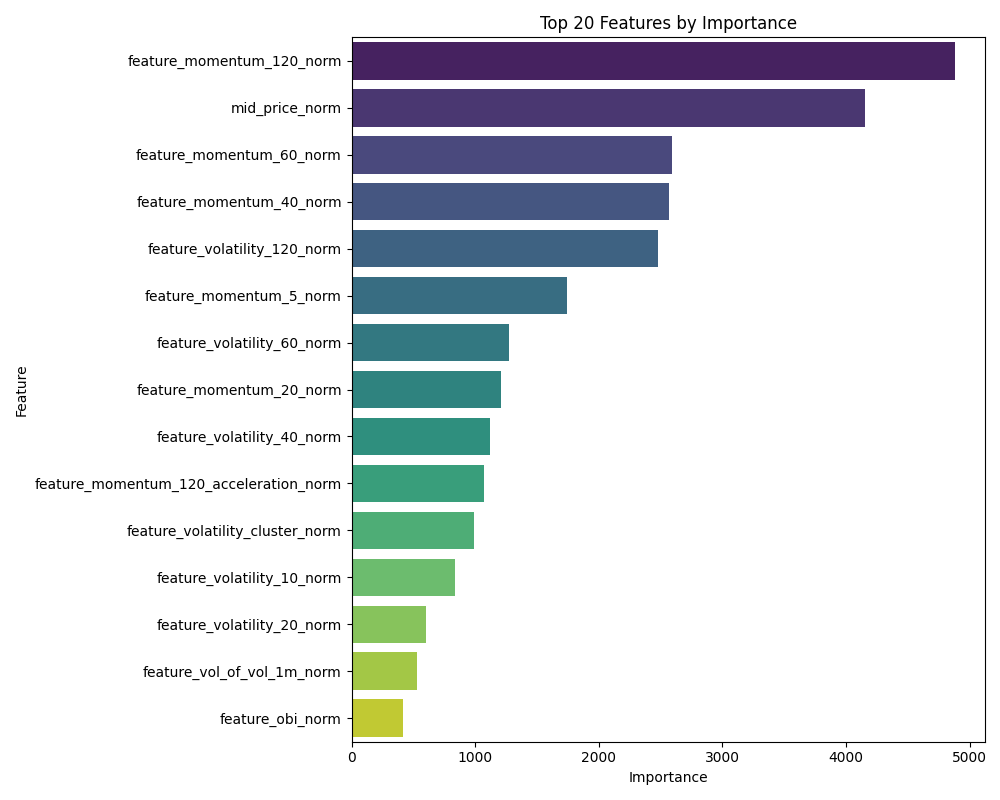 Top 20 Features by Importance
Feature
feature_momentum_120_norm
mid_price_norm
feature_momentum_60_norm
feature_momentum_40_norm
feature_volatility_120_norm
feature_momentum_5_norm
feature_volatility_60_norm
feature_momentum_20_norm
feature_volatility_40_norm
feature_momentum_120_acceleration_norm
feature_volatility_cluster_norm
feature_volatility_10_norm
feature_volatility_20_norm
feature_vol_of_vol_1m_norm
feature_obi_norm
0 1000 2000 3000 4000 5000
Importance